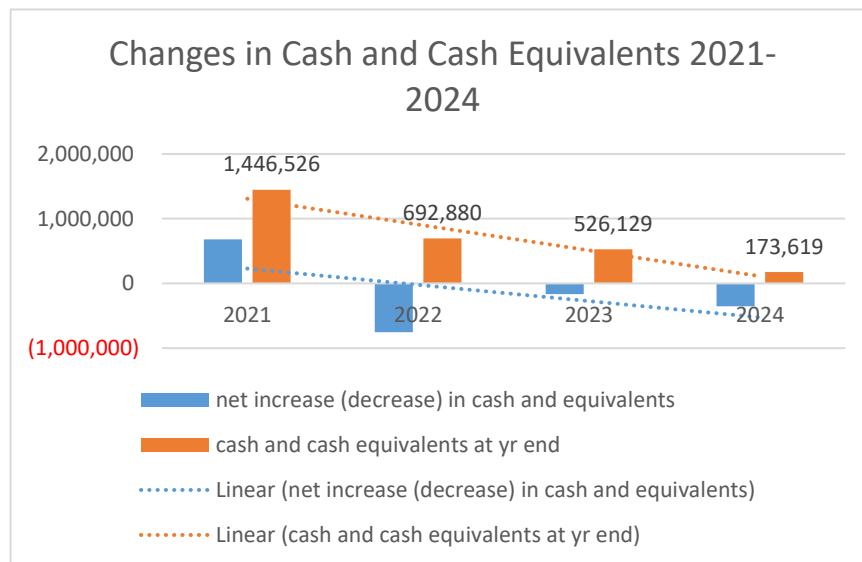 Changes in Cash and Cash Equivalents 2021-
2024
2,000,000
1,446,526
1,000,000
692,880
526,129
173,619
0
2021
2022
2023
2024
(1,000,000)
net increase (decrease) in cash and equivalents
cash and cash equivalents at yr end
Linear (net increase (decrease) in cash and equivalents)
Linear (cash and cash equivalents at yr end)